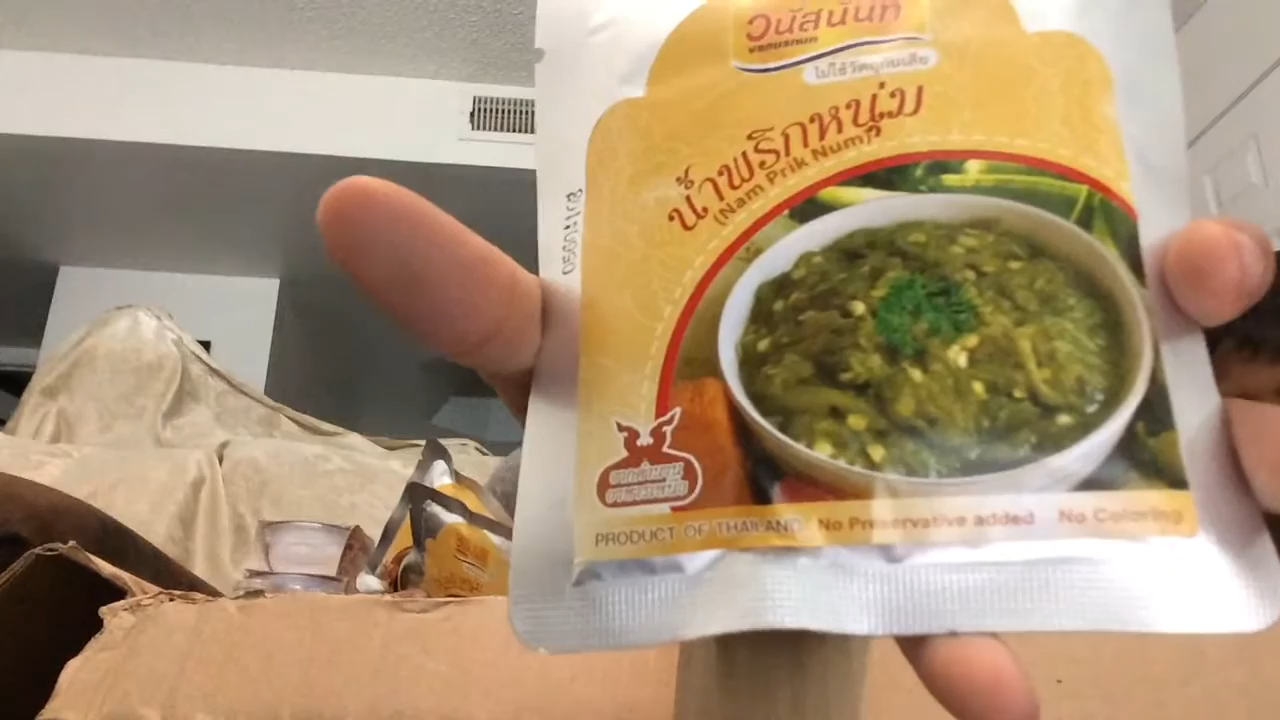 วนัสนันท์
VANUSNUN
ไม่ใช้วัตถุกันเสีย
น้ำพริกหนุ่ม
(Nam Prik Num)
PRODUCT OF THAILAND No Preservative added No Coloring